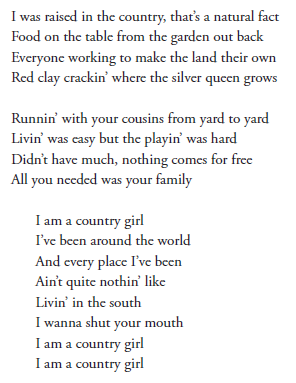 I was raised in the country, that’s a natural fact
Food on the table from the garden out back
Everyone working to make the land their own
Red clay crackin’ where the silver queen grows

Runnin’ with your cousins from yard to yard
Livin’ was easy but the playin’ was hard
Didn’t have much, nothing comes for free
All you needed was your family

I am a country girl
I’ve been around the world
And every place I’ve been
Ain’t quite nothin’ like
Livin’ in the south
I wanna shut your mouth
I am a country girl
I am a country girl